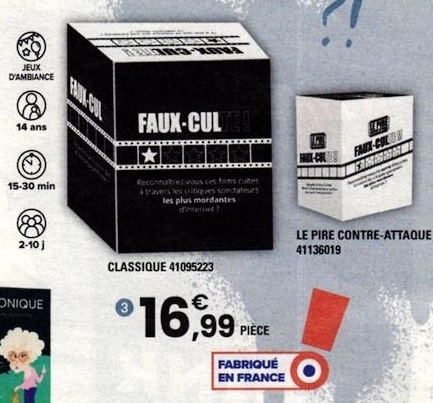 JEUX
D'AMBIANCE
14 ans
15-30 min
2-10 j
FAUX-CUL
FAUX-CUL
Reconnaîtrez-vous ces films cultes
à travers les critiques spectateurs
les plus mordantes
d'internet ?
FAUX-CUL
FAUX-CUL
LE PIRE CONTRE-ATTAQUE
41136019
CLASSIQUE 41095223
3 16,99 € PIÈCE
FABRIQUÉ
EN FRANCE
ONIQUE